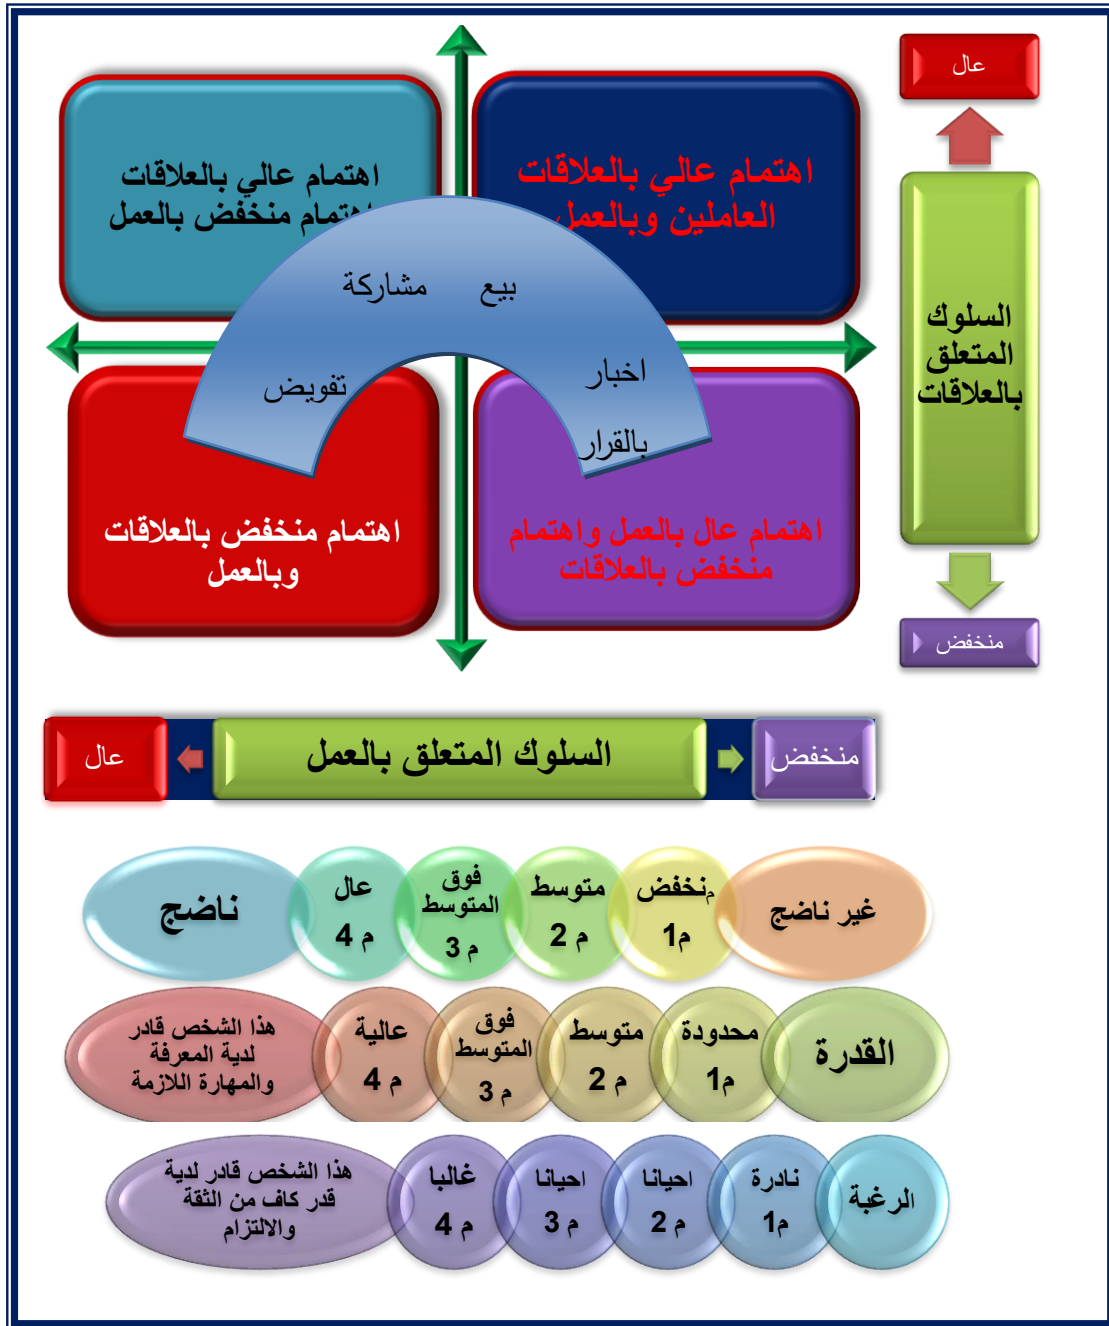 عال
اهتمام عالي بالعلاقات
العاملين وبالعمل
اهتمام عالي بالعلاقات
اهتمام منخفض بالعمل
بيع
مشاركة
السلوك
المتعلق
بالعلاقات
اخبار
بالقرار
تفويض
اهتمام عال بالعمل واهتمام
منخفض بالعلاقات
اهتمام منخفض بالعلاقات
وبالعمل
منخفض
منخفض
السلوك المتعلق بالعمل
عال
غير ناضج
منخفض
م1
متوسط
م 2
فوق
المتوسط
م 3
عال
م 4
ناضج
القدرة
محدودة
م1
متوسط
م 2
فوق
المتوسط
م 3
عالية
م 4
هذا الشخص قادر
لدية المعرفة
والمهارة اللازمة
الرغبة
نادرة
م1
احيانا
م 2
احيانا
م 3
غالبا
م 4
هذا الشخص قادر لدية
قدر كاف من الثقة
والالتزام